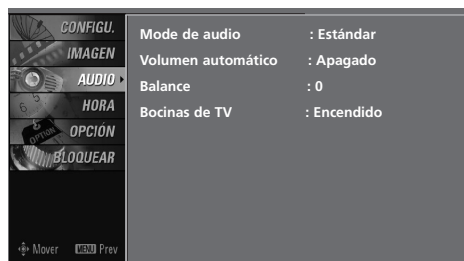 CONFIGU.
IMAGEN
AUDIO
HORA
OPCIÓN
BLOQUEAR
Mover MENU Prev
Mode de audio : Estándar
Volumen automático : Apagado
Balance : 0
Bocinas de TV : Encendido